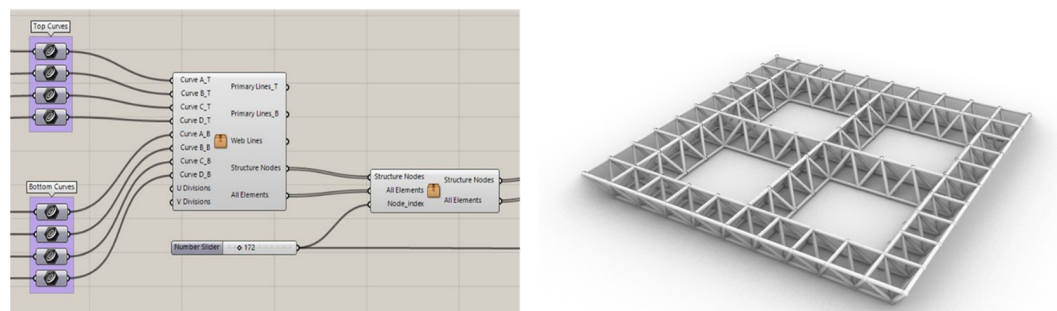 Top Curves
Curve A_T
Curve B_T
Curve C_T
Curve D_T
Curve A_B
Curve B_B
Curve C_B
Curve D_B
U Divisions
V Divisions
Primary Lines_T
Primary Lines_B
Web Lines
Structure Nodes
All Elements
Bottom Curves
Number Slider
172
Structure Nodes
All Elements
Node_index
Structure Nodes
All Elements